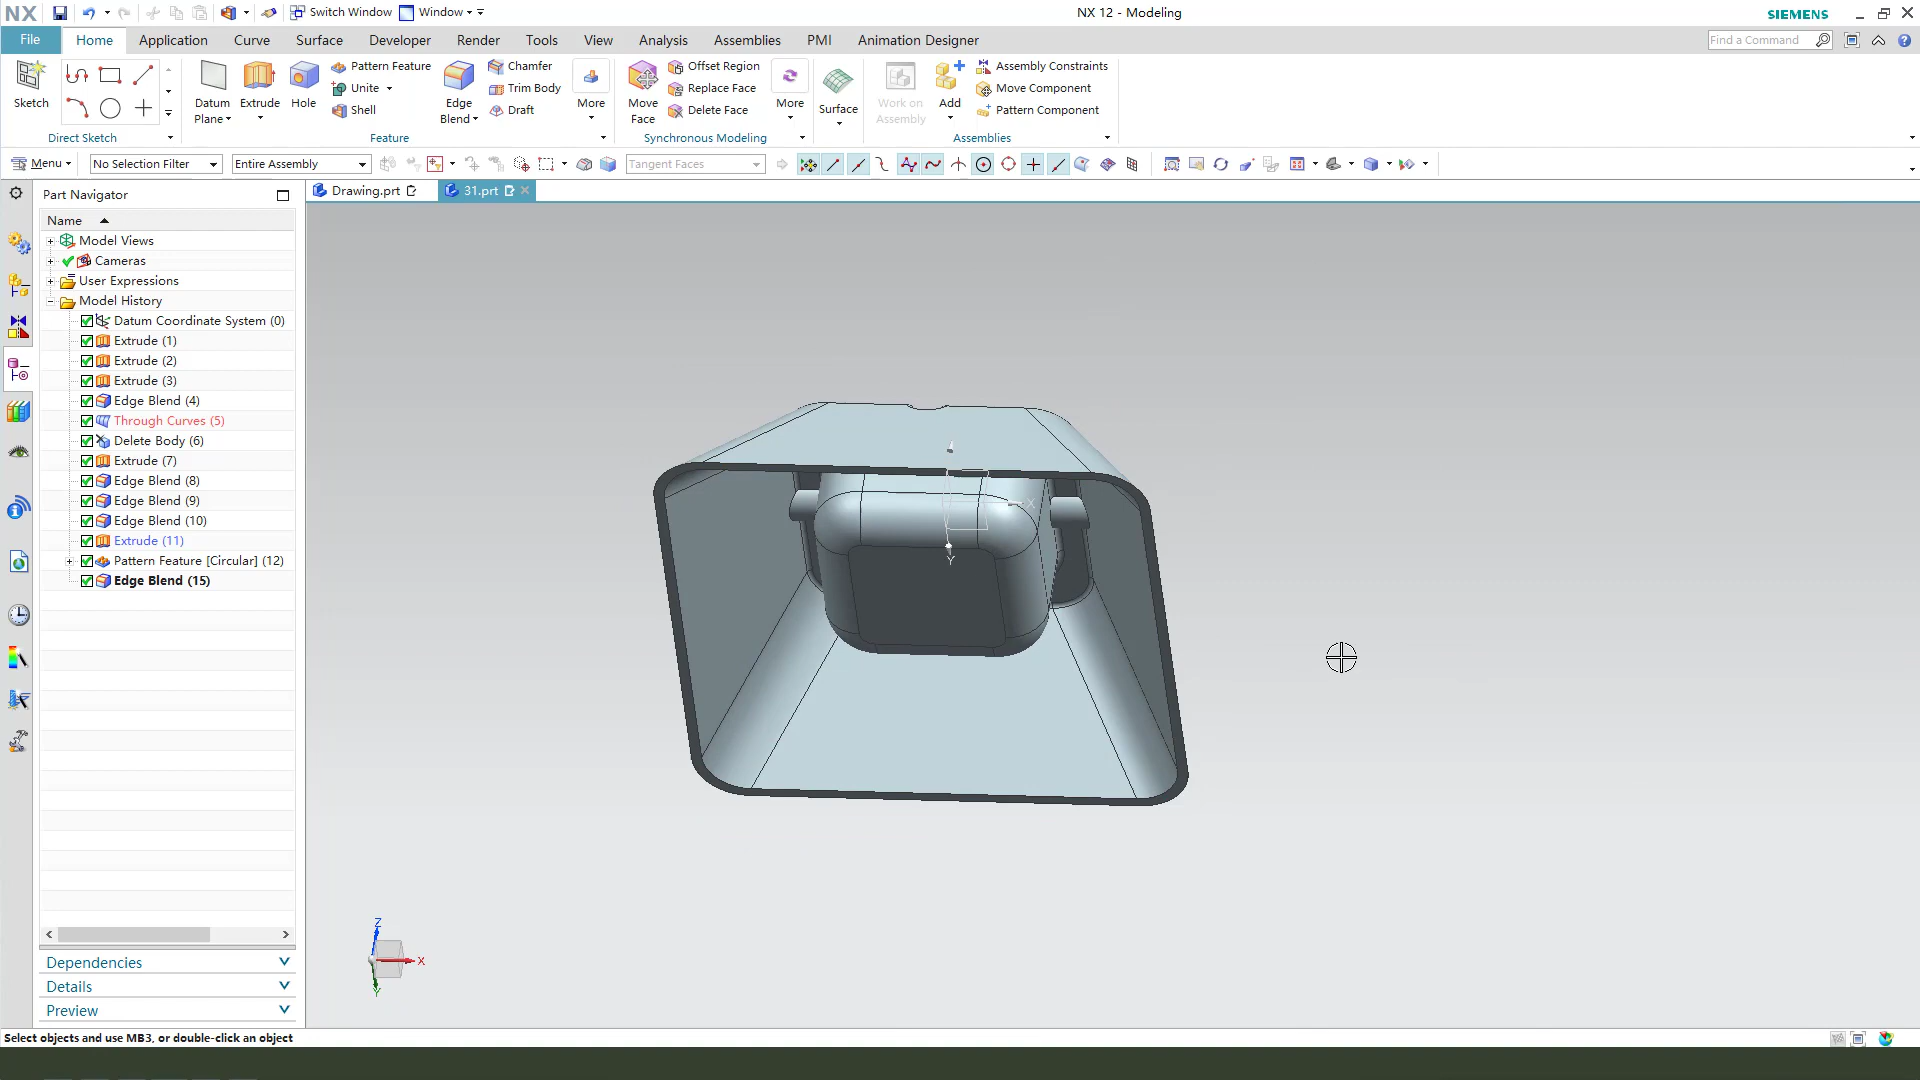 NX
Switch Window
Window
NX 12 - Modeling
SIEMENS
File
Home
Application
Curve
Surface
Developer
Render
Tools
View
Analysis
Assemblies
PMI
Animation Designer
Find a Command
Sketch
Direct Sketch
Datum
Plane
Extrude
Hole
Pattern Feature
Unite
Shell
Edge
Blend
Chamfer
Trim Body
Draft
More
Feature
Move
Face
Offset Region
Replace Face
Delete Face
More
Synchronous Modeling
Surface
Work on
Assembly
Add
Assembly Constraints
Move Component
Pattern Component
Assemblies
Menu
No Selection Filter
Entire Assembly
Tangent Faces
Part Navigator
Drawing.prt
31.prt
Name
Model Views
Cameras
User Expressions
Model History
Datum Coordinate System (0)
Extrude (1)
Extrude (2)
Extrude (3)
Edge Blend (4)
Through Curves (5)
Delete Body (6)
Extrude (7)
Edge Blend (8)
Edge Blend (9)
Edge Blend (10)
Extrude (11)
Pattern Feature [Circular] (12)
Edge Blend (15)
X
Y
Z
X
Y
Dependencies
Details
Preview
Select objects and use MB3, or double-click an object